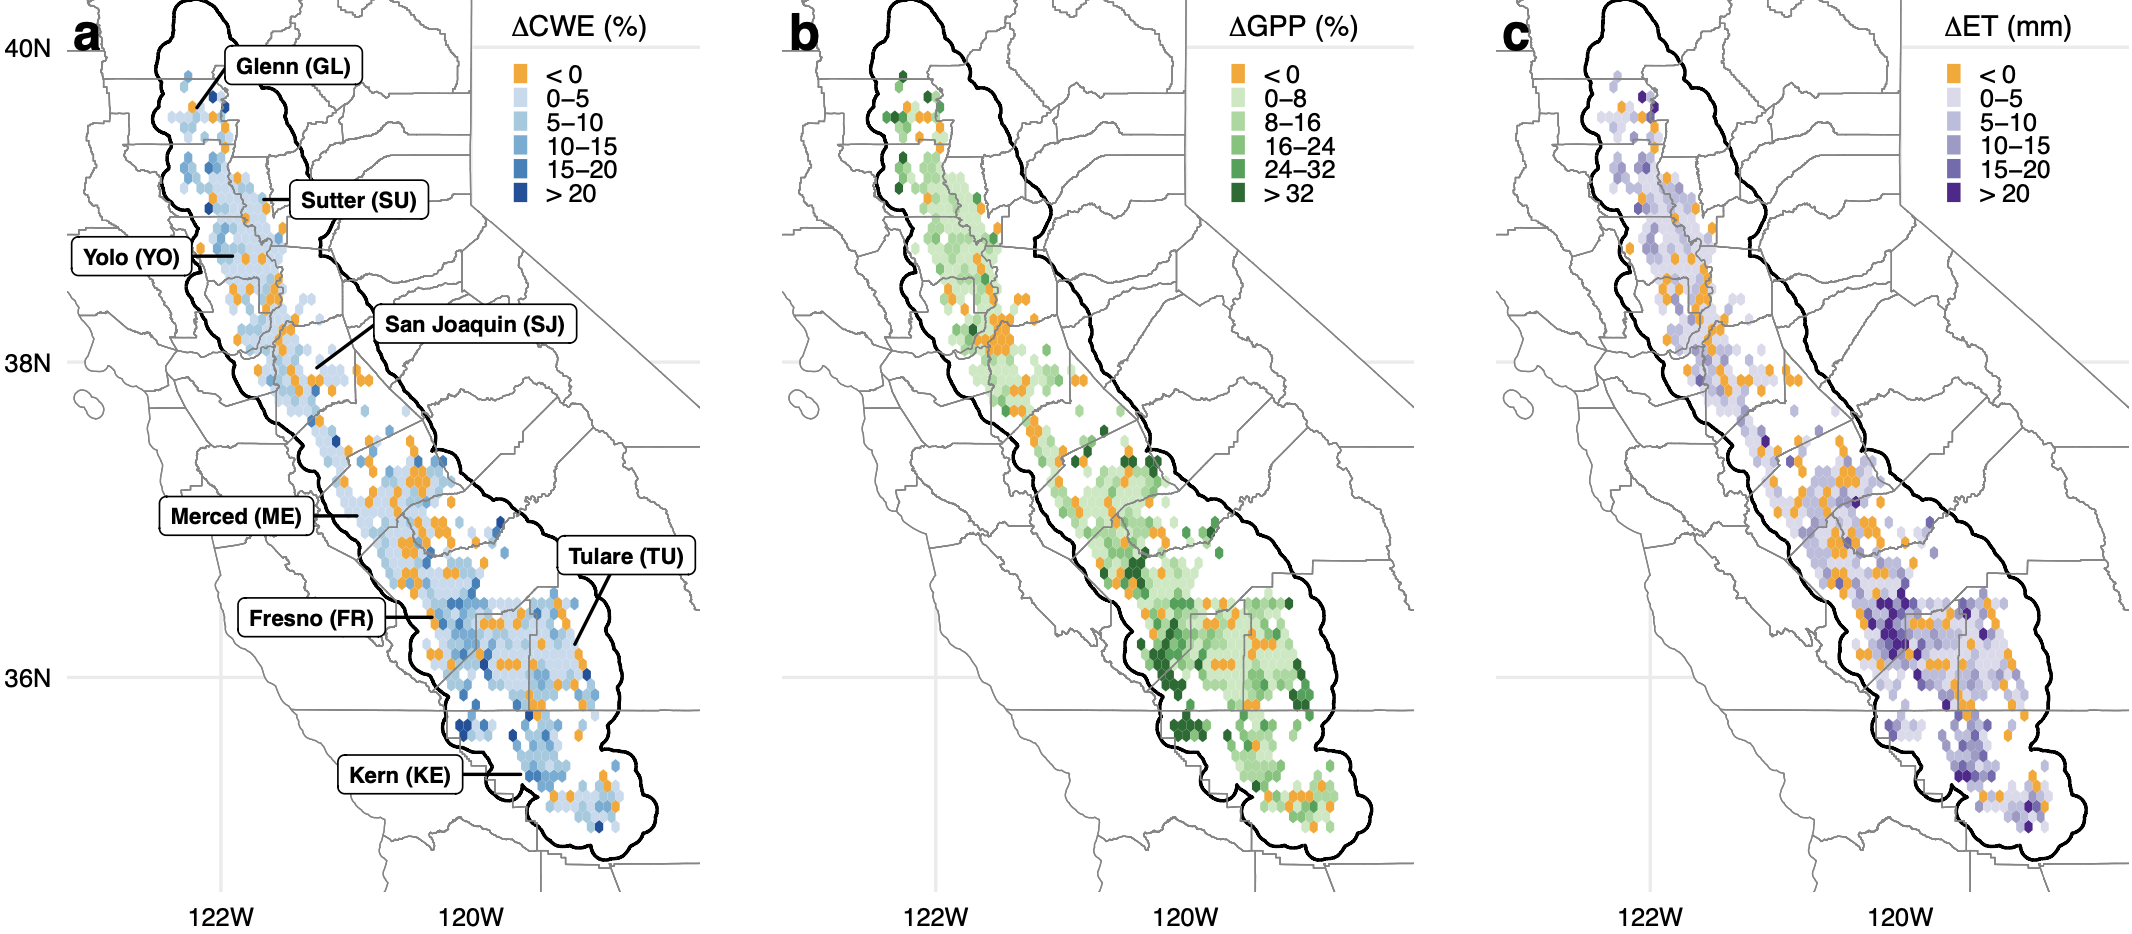 a
ΔCWE (%)
< 0
0–5
5–10
10–15
15–20
> 20
40N
38N
36N
122W
120W
Glenn (GL)
Sutter (SU)
Yolo (YO)
San Joaquin (SJ)
Merced (ME)
Tulare (TU)
Fresno (FR)
Kern (KE)
b
ΔGPP (%)
< 0
0–8
8–16
16–24
24–32
> 32
122W
120W
c
ΔET (mm)
< 0
0–5
5–10
10–15
15–20
> 20
122W
120W